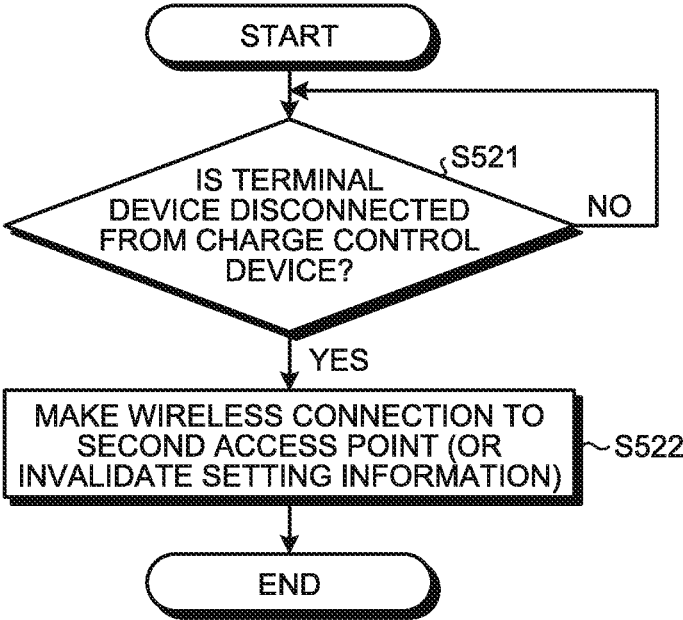 START
S521
IS TERMINAL
DEVICE DISCONNECTED
FROM CHARGE CONTROL
DEVICE?
NO
YES
MAKE WIRELESS CONNECTION TO
SECOND ACCESS POINT (OR
INVALIDATE SETTING INFORMATION)
S522
END